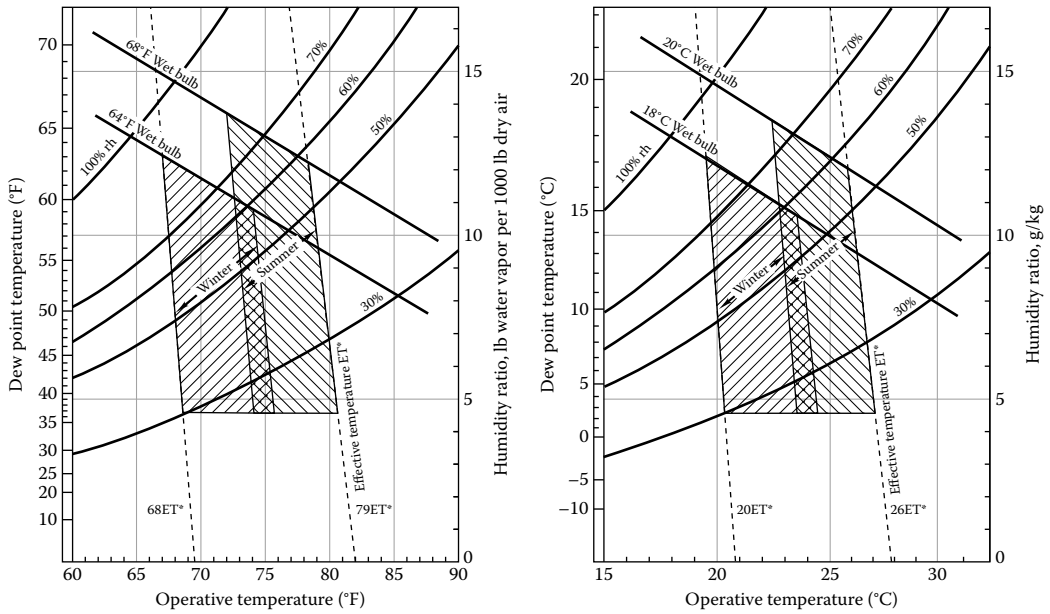 Dew point temperature (°F)
70
65
60
55
50
45
40
35
30
25
20
10
68°F Wet bulb
64°F Wet bulb
100% rh
70%
60%
50%
30%
Winter
Summer
Effective temperature ET*
68ET*
79ET*
60
65
70
75
80
85
90
Operative temperature (°F)
15
10
5
0
Humidity ratio, lb water vapor per 1000 lb dry air
Dew point temperature (°C)
20
15
10
5
0
−5
−10
20°C Wet bulb
18°C Wet bulb
100% rh
70%
60%
50%
30%
Winter
Summer
Effective temperature ET*
20ET*
26ET*
15
20
25
30
Operative temperature (°C)
15
10
5
0
Humidity ratio, g/kg